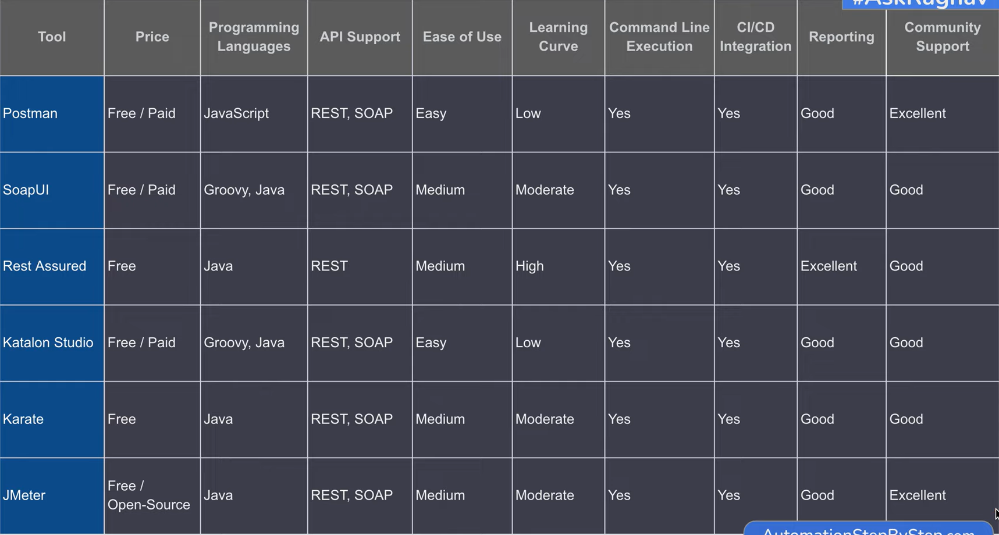 #AskRaghav
Tool Price Programming Languages API Support Ease of Use Learning Curve Command Line Execution CI/CD Integration Reporting Community Support
Postman Free / Paid JavaScript REST, SOAP Easy Low Yes Yes Good Excellent
SoapUI Free / Paid Groovy, Java REST, SOAP Medium Moderate Yes Yes Good Good
Rest Assured Free Java REST Medium High Yes Yes Excellent Good
Katalon Studio Free / Paid Groovy, Java REST, SOAP Easy Low Yes Yes Good Good
Karate Free Java REST, SOAP Medium Moderate Yes Yes Good Good
JMeter Free / Open-Source Java REST, SOAP Medium Moderate Yes Yes Good Excellent
AutomationStepByStep.com